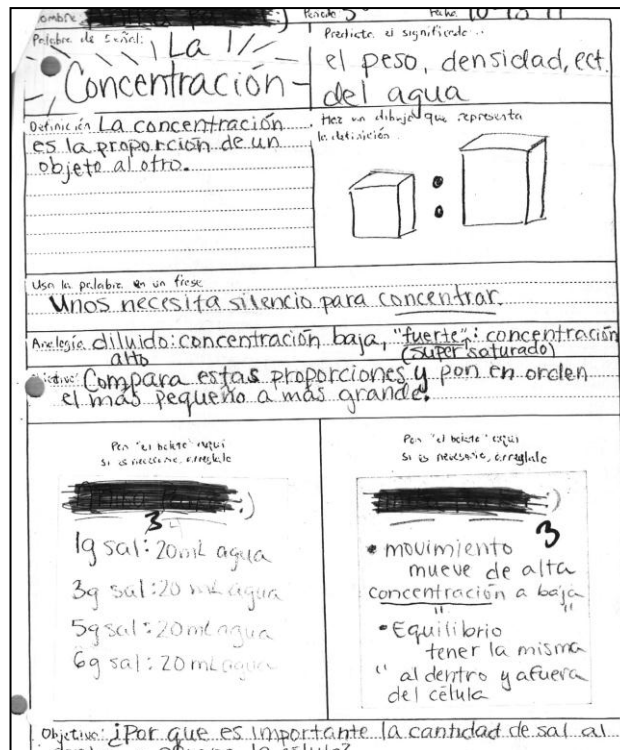 Nombre
Periodo 3
Fecha 10-18-11
Palabra de Señal:
La
Concentración
Predicte el significado..
el peso, densidad, ect.
del agua
Definición La concentración
es la proporción de un
objeto al otro.
Haz un dibujo que representa
la definición
Usa la palabra en un frase
Unos necesita silencio para concentrar.
Analogía diluido: concentración baja, "fuerte": concentración
alto (super saturado)
Compara estas proporciones y pon en orden
el más pequeño a más grande.
Pon "el boleto" aquí
Si es necesario, arreglalo
:)
3
1g sal: 20mL agua
3g sal: 20 mL agua
5g sal: 20mL agua
6g sal: 20 mL agua
Pon "el boleto" aquí
Si es necesario, arreglalo
:)
3
• movimiento
mueve de alta
concentración a baja
" "
• Equilibrio
tener la misma
" al dentro y afuera
del célula
Objetivo: ¿Por que es importante la cantidad de sal al